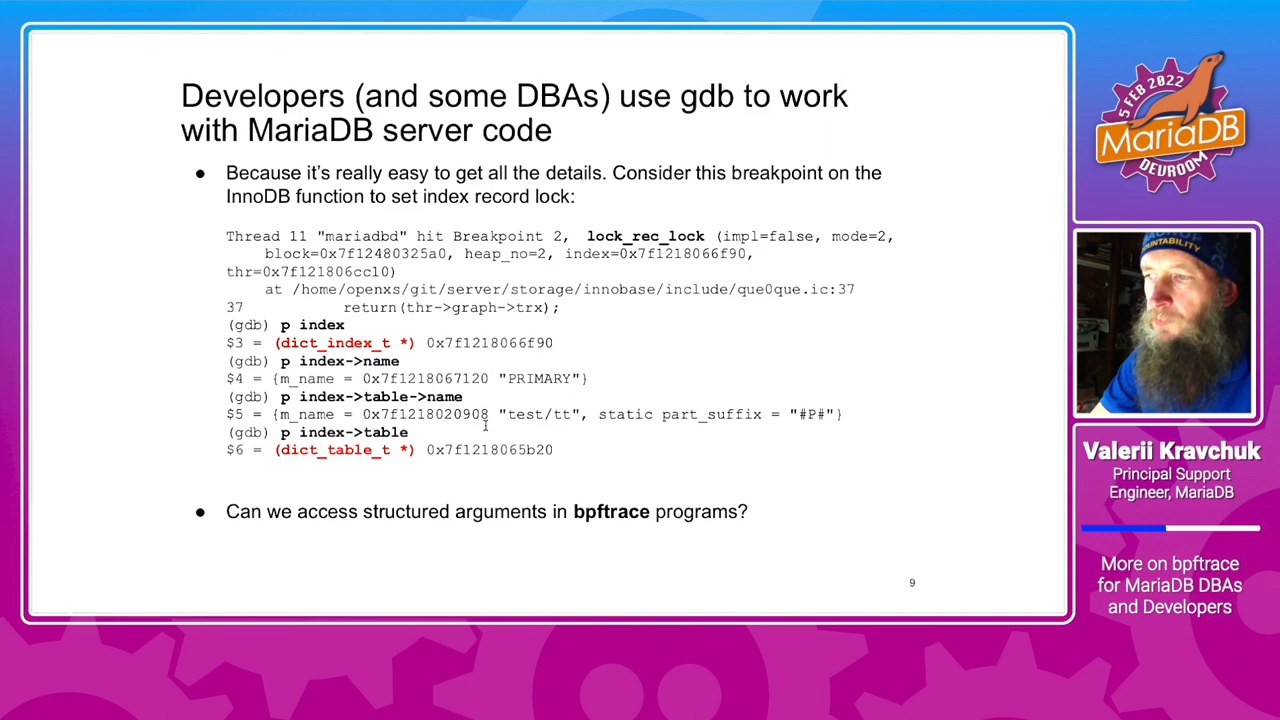 Developers (and some DBAs) use gdb to work
with MariaDB server code
● Because it's really easy to get all the details. Consider this breakpoint on the
InnoDB function to set index record lock:
Thread 11 "mariadbd" hit Breakpoint 2, lock_rec_lock (impl=false, mode=2,
block=0x7f12480325a0, heap_no=2, index=0x7f1218066f90,
thr=0x7f121806cc10)
at /home/openxs/git/server/storage/innobase/include/que0que.ic:37
37 return(thr->graph->trx);
(gdb) p index
$3 = (dict_index_t *) 0x7f1218066f90
(gdb) p index->name
$4 = {m_name = 0x7f1218067120 "PRIMARY"}
(gdb) p index->table->name
$5 = {m_name = 0x7f1218020908 "test/tt", static part_suffix = "#P#"}
(gdb) p index->table
$6 = (dict_table_t *) 0x7f1218065b20
● Can we access structured arguments in bpftrace programs?
9
5 FEB 2022
MariaDB
DEVROOM
Valerii Kravchuk
Principal Support
Engineer, MariaDB
More on bpftrace
for MariaDB DBAs
and Developers